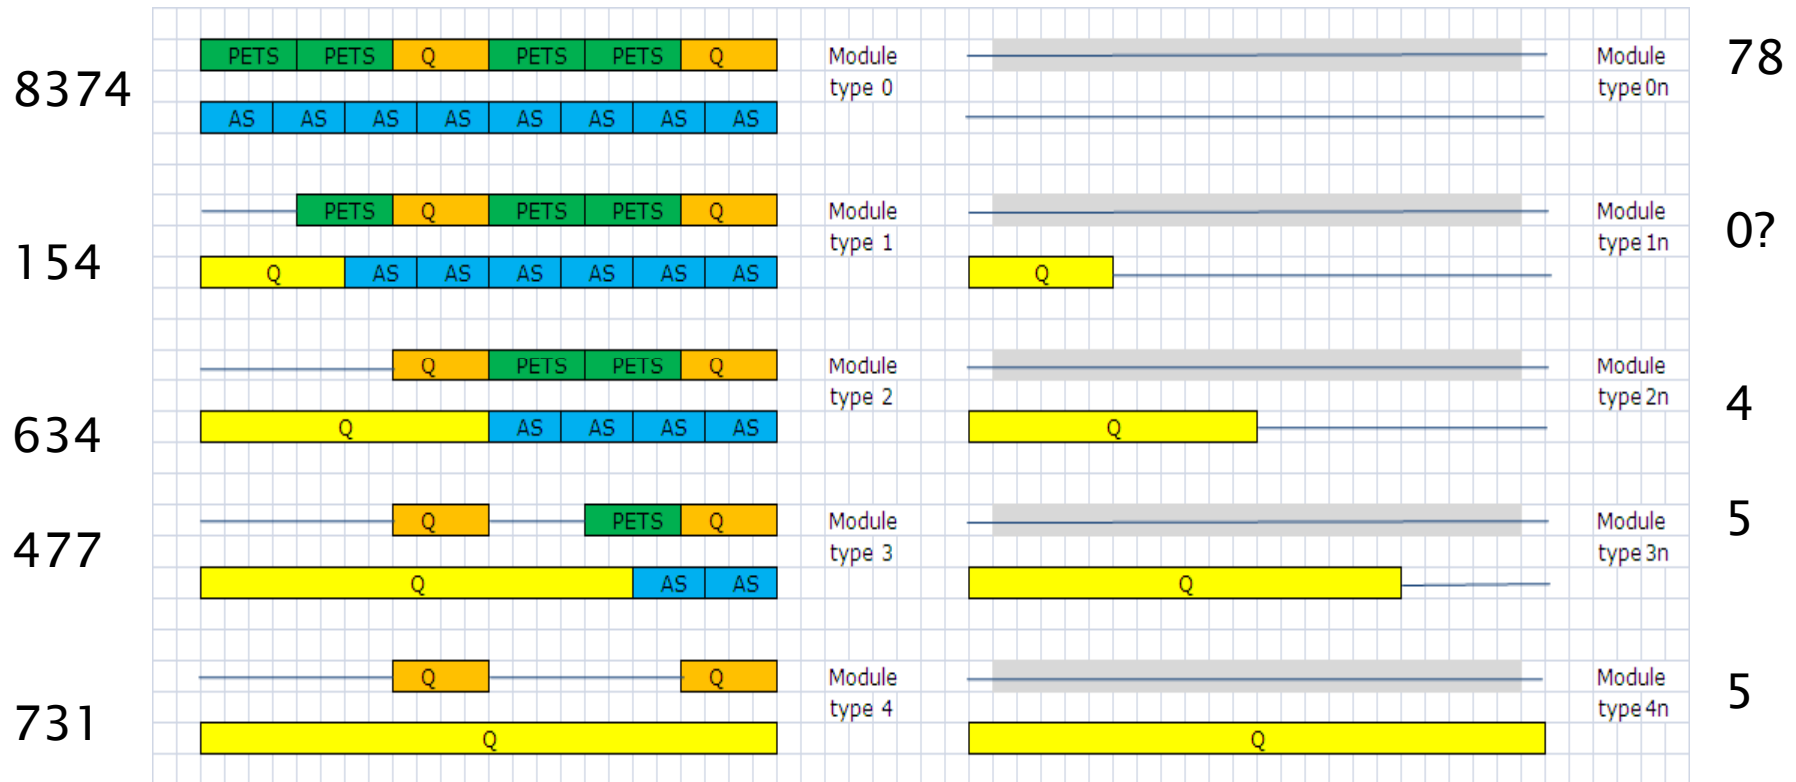 PETS PETS Q PETS PETS Q Module Module 78
8374 type 0 type 0n
AS AS AS AS AS AS AS AS
PETS Q PETS PETS Q Module Module 0?
type 1 type 1n
154 Q AS AS AS AS AS AS Q
Q PETS PETS Q Module Module
type 2 type 2n 4
634 Q AS AS AS AS Q
Q PETS Q Module Module 5
477 type 3 type 3n
Q AS AS Q
Q Q Module Module 5
type 4 type 4n
731 Q Q